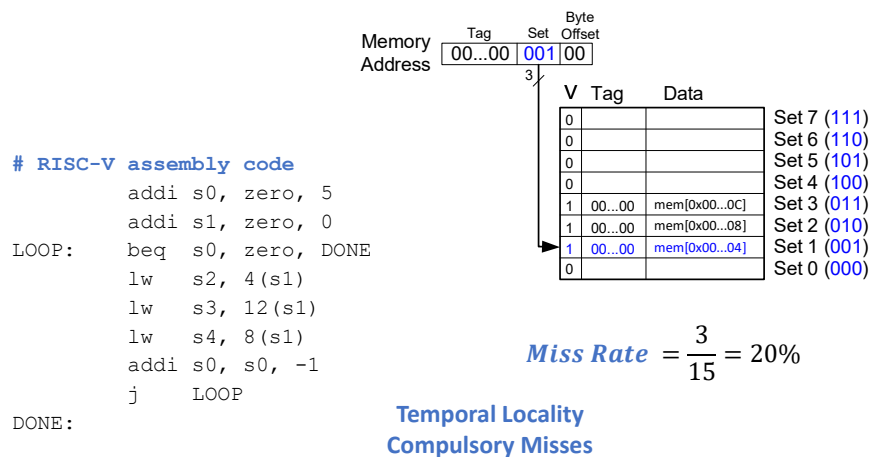 Memory Address
Tag Set Byte Offset
00...00 001 00
3
V Tag Data
0 Set 7 (111)
0 Set 6 (110)
0 Set 5 (101)
0 Set 4 (100)
1 00...00 mem[0x00...0C] Set 3 (011)
1 00...00 mem[0x00...08] Set 2 (010)
1 00...00 mem[0x00...04] Set 1 (001)
0 Set 0 (000)
# RISC-V assembly code
addi s0, zero, 5
addi s1, zero, 0
LOOP: beq s0, zero, DONE
lw s2, 4(s1)
lw s3, 12(s1)
lw s4, 8(s1)
addi s0, s0, -1
j LOOP
DONE:
Miss Rate = 3/15 = 20%
Temporal Locality
Compulsory Misses